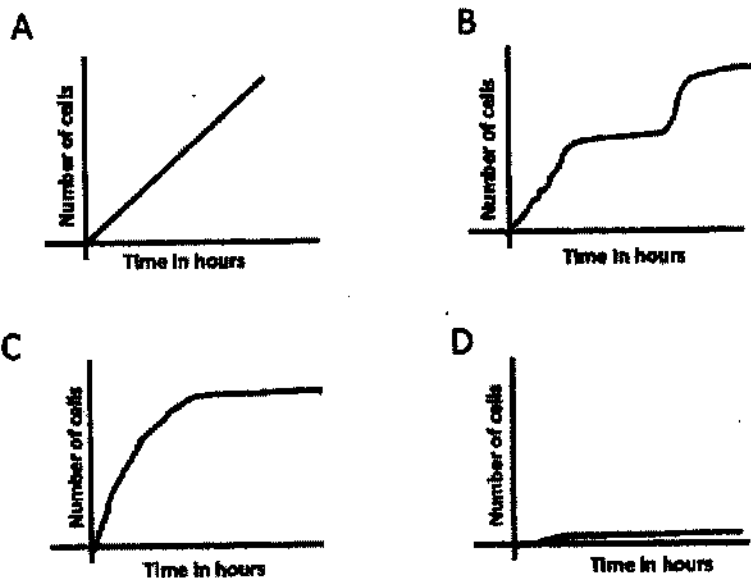 A
Number of cells
Time in hours
B
Number of cells
Time in hours
C
Number of cells
Time in hours
D
Number of cells
Time in hours